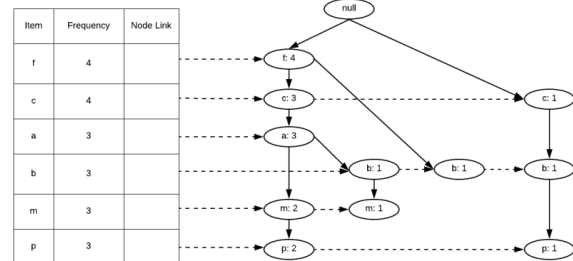 null
Item Frequency Node Link
f 4 f: 4
c 4 c: 3 c: 1
a 3 a: 3
b 3 b: 1 b: 1 b: 1
m 3 m: 2 m: 1
p 3 p: 2 p: 1